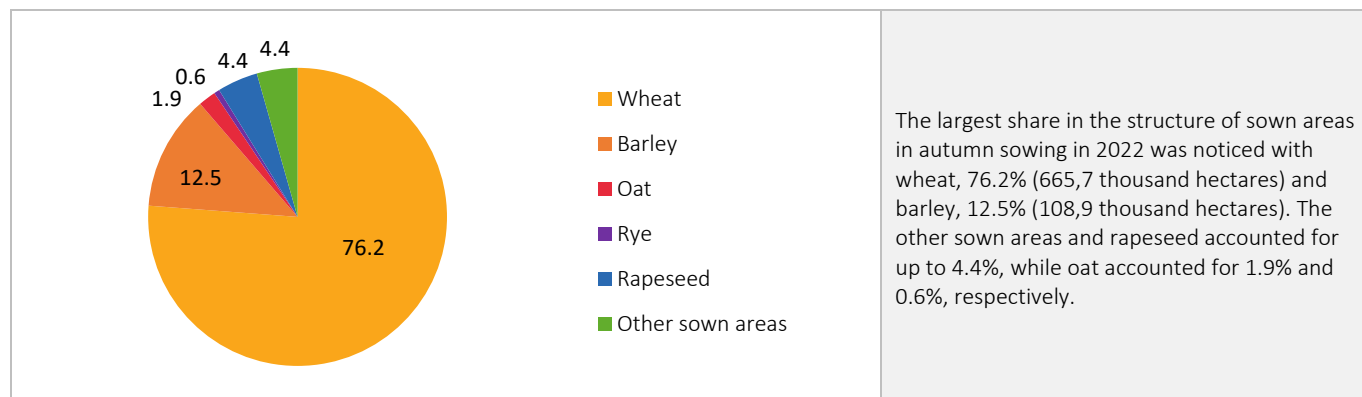 4.4
4.4
0.6
1.9
12.5
76.2
Wheat
Barley
Oat
Rye
Rapeseed
Other sown areas
The largest share in the structure of sown areas
in autumn sowing in 2022 was noticed with
wheat, 76.2% (665,7 thousand hectares) and
barley, 12.5% (108,9 thousand hectares). The
other sown areas and rapeseed accounted for
up to 4.4%, while oat accounted for 1.9% and
0.6%, respectively.